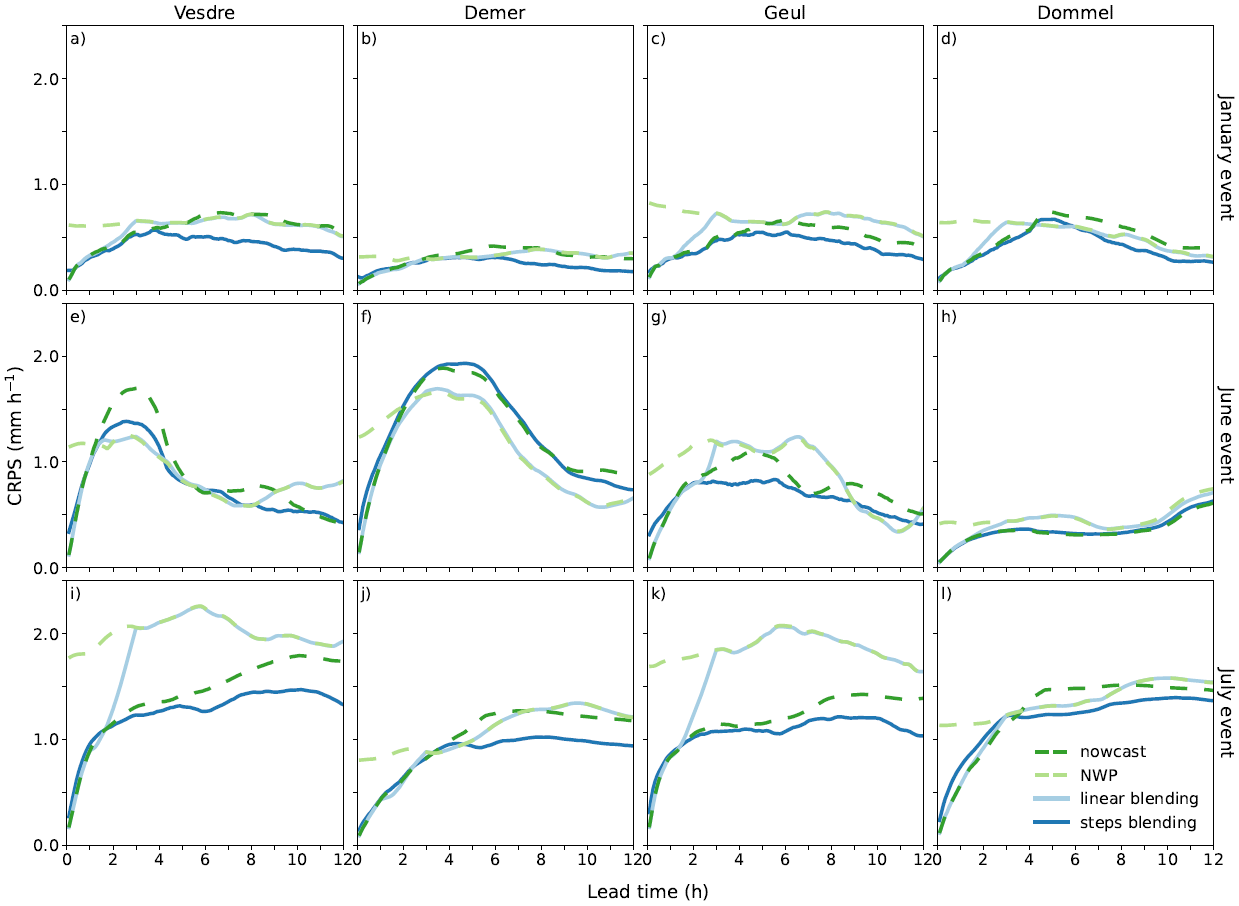 Vesdre Demer Geul Dommel
a) b) c) d)
2.0
1.0
0.0
January event
e) f) g) h)
2.0
1.0
0.0
CRPS (mm h⁻¹)
June event
i) j) k) l)
2.0
1.0
0.0
July event
nowcast
NWP
linear blending
steps blending
0 2 4 6 8 10 12 0 2 4 6 8 10 12 0 2 4 6 8 10 12 0 2 4 6 8 10 12
Lead time (h)